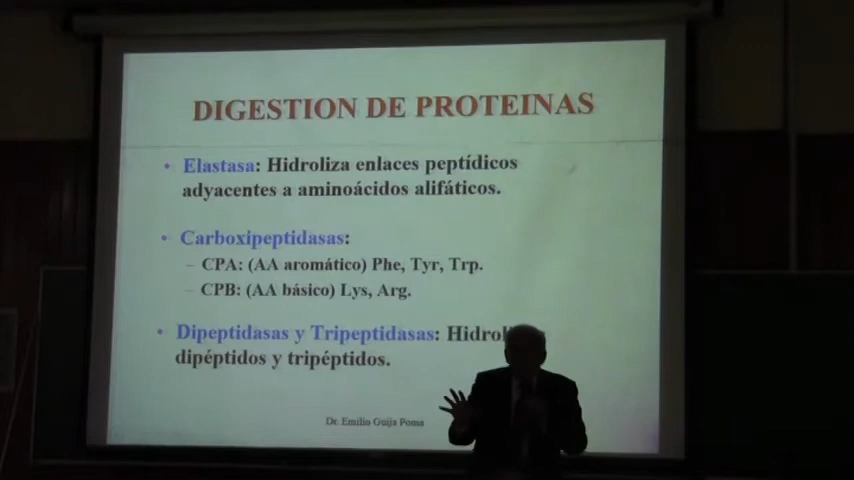 DIGESTION DE PROTEINAS
• Elastasa: Hidroliza enlaces peptídicos
adyacentes a aminoácidos alifáticos.
• Carboxipeptidasas:
– CPA: (AA aromático) Phe, Tyr, Trp.
– CPB: (AA básico) Lys, Arg.
• Dipeptidasas y Tripeptidasas:
dipéptidos y tripéptidos.
Dr. Emilio Guija Poma